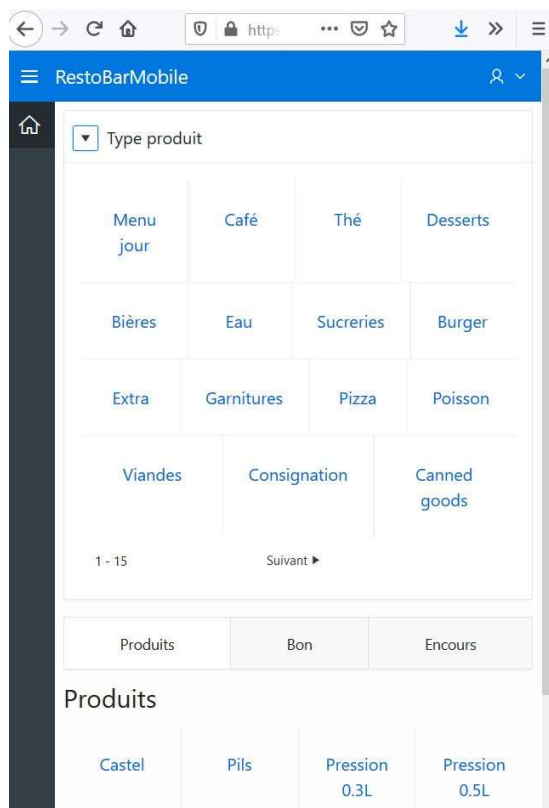 https
RestoBarMobile
Type produit
Menu jour Café Thé Desserts
Bières Eau Sucreries Burger
Extra Garnitures Pizza Poisson
Viandes Consignation Canned goods
1 - 15 Suivant
Produits Bon Encours
Produits
Castel Pils Pression 0.3L Pression 0.5L